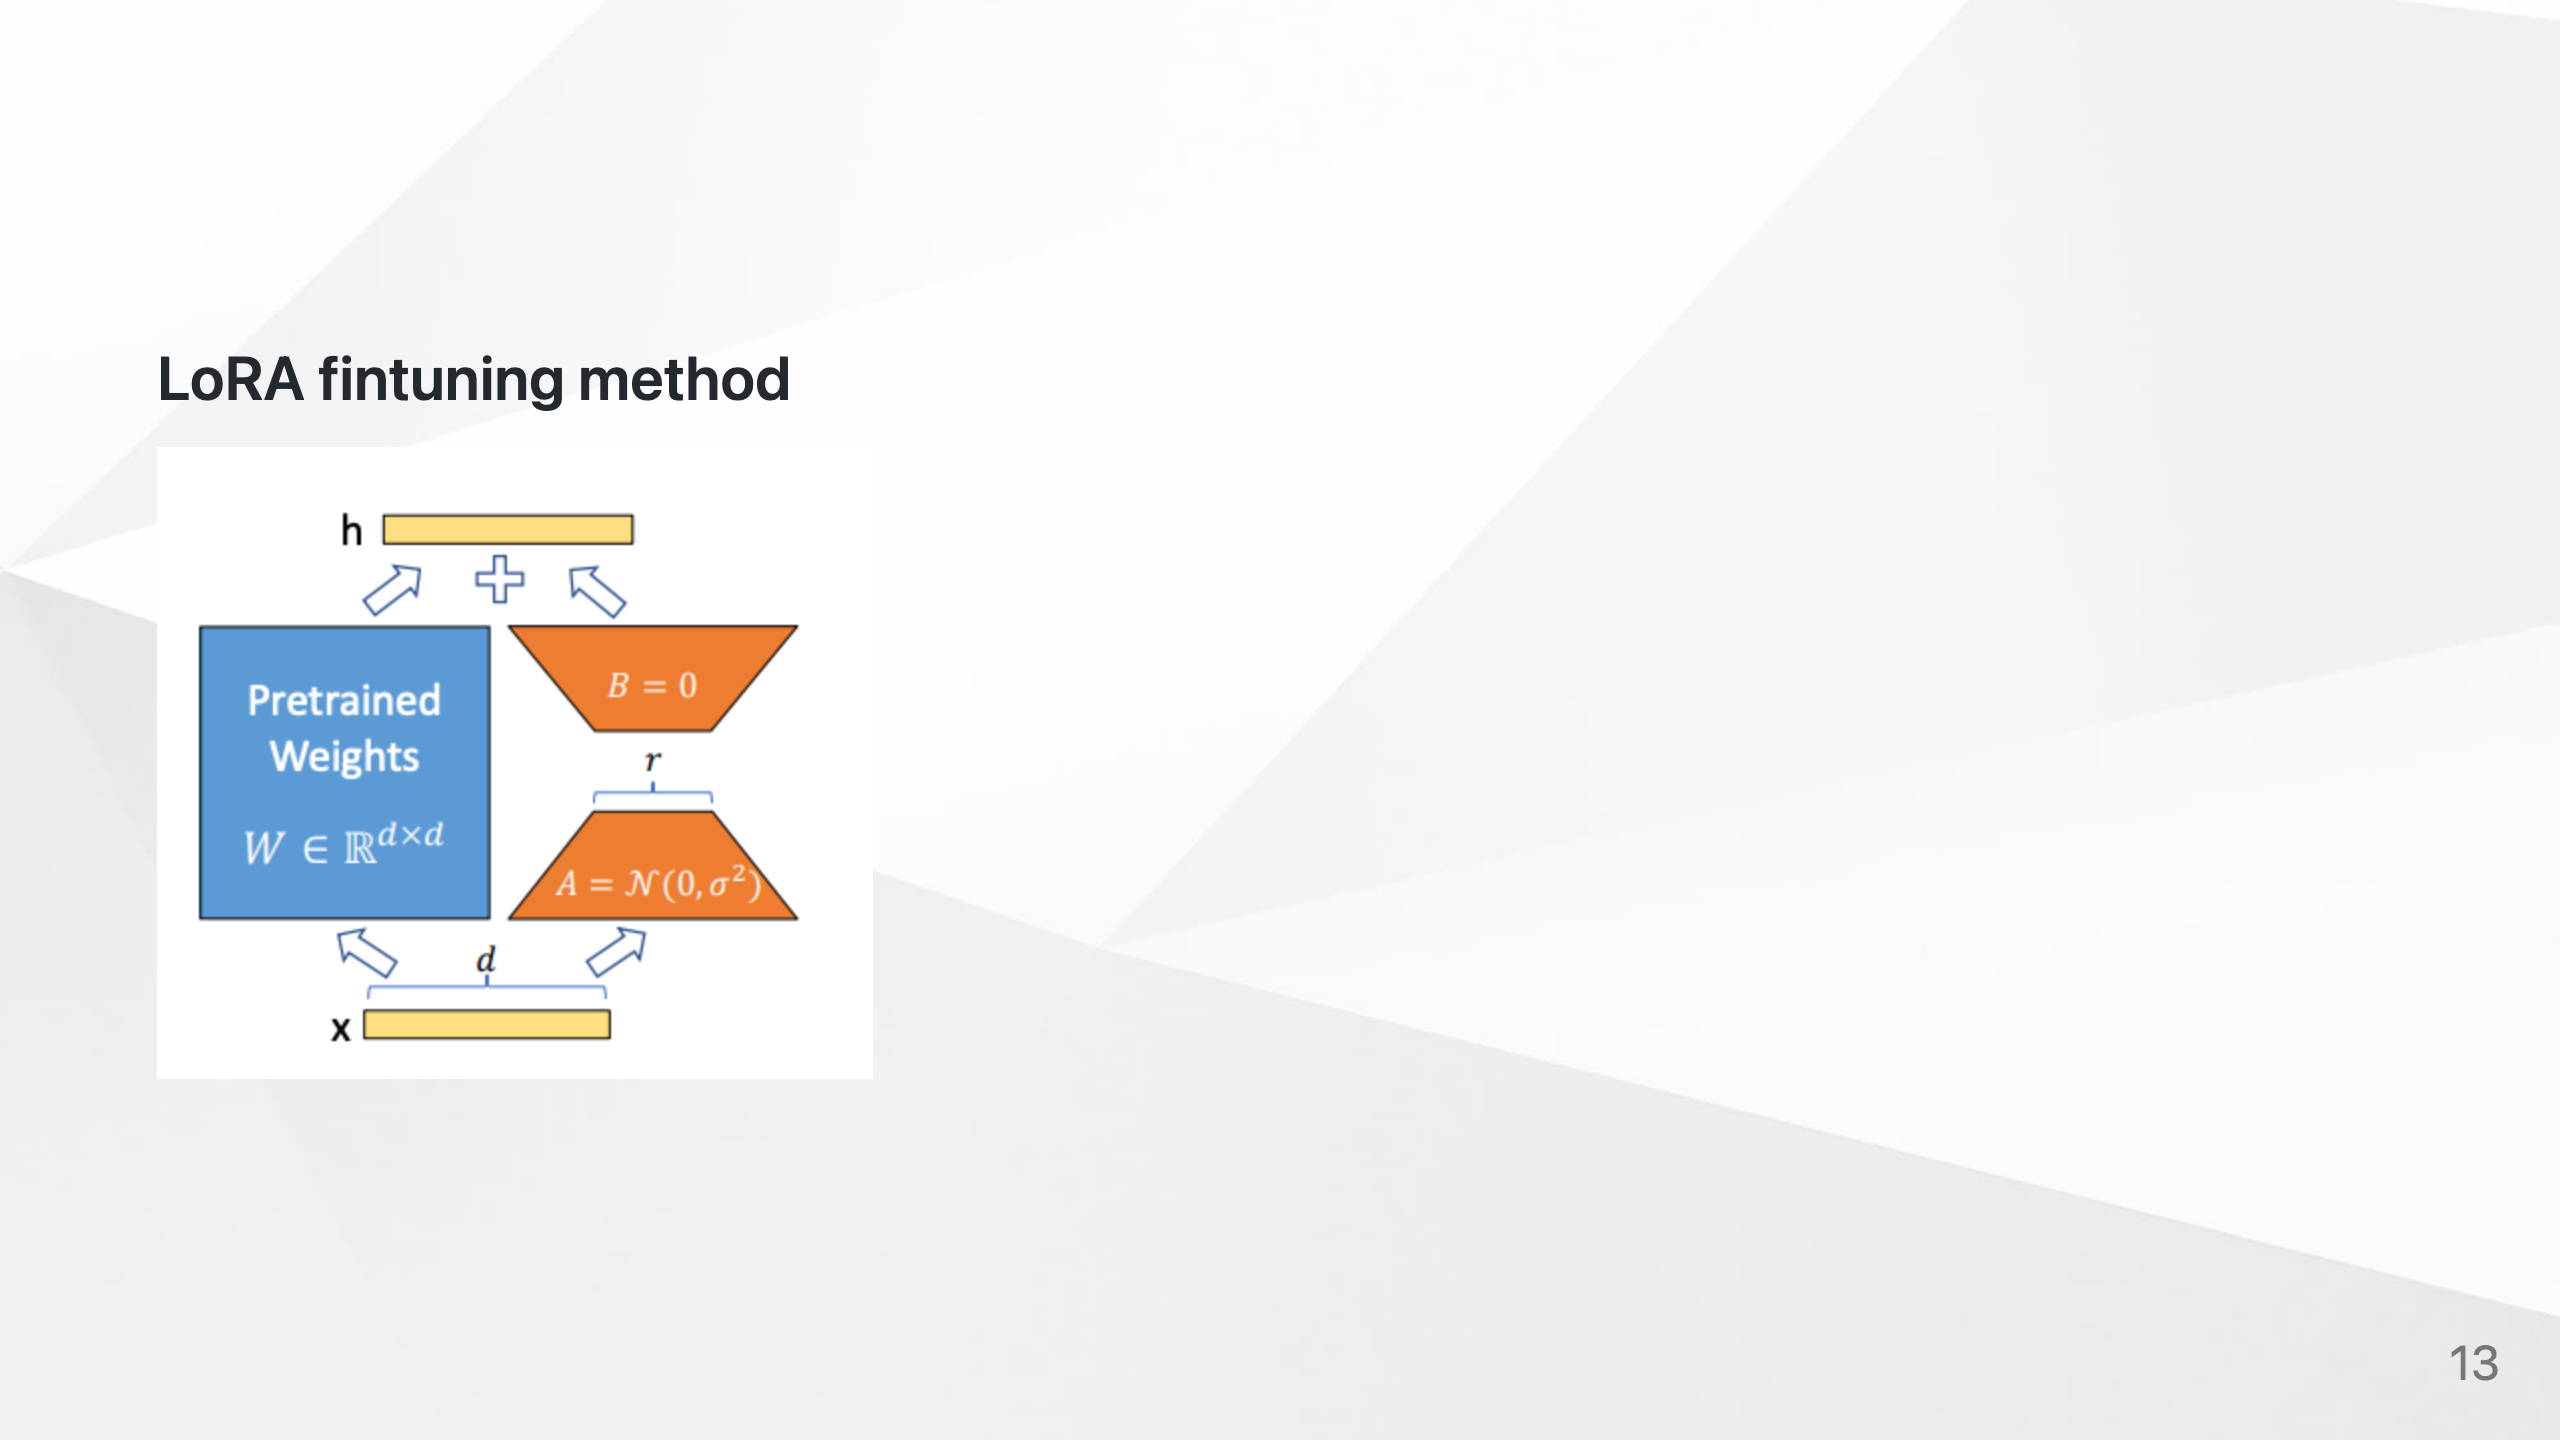 LoRA fintuning method
h
Pretrained
Weights
W ∈ ℝ^{d×d}
B = 0
r
A = 𝒩(0, σ²)
d
x
13